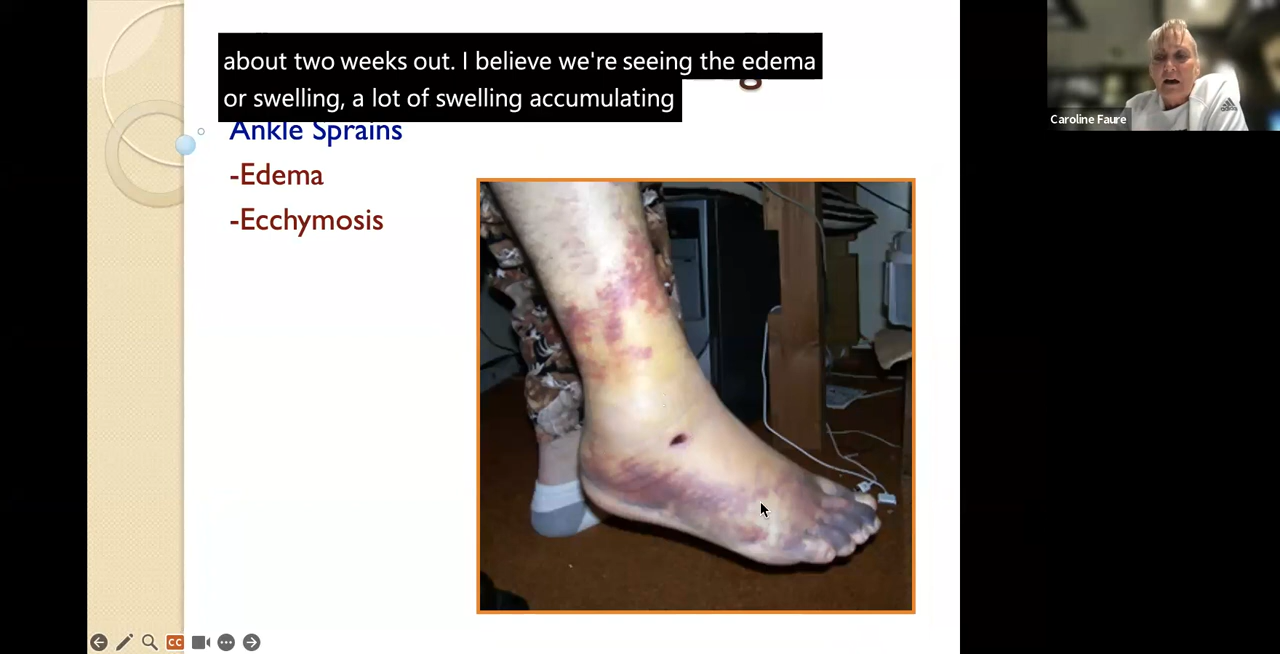 about two weeks out. I believe we're seeing the edema
or swelling, a lot of swelling accumulating
Ankle Sprains
-Edema
-Ecchymosis
Caroline Faure
CC